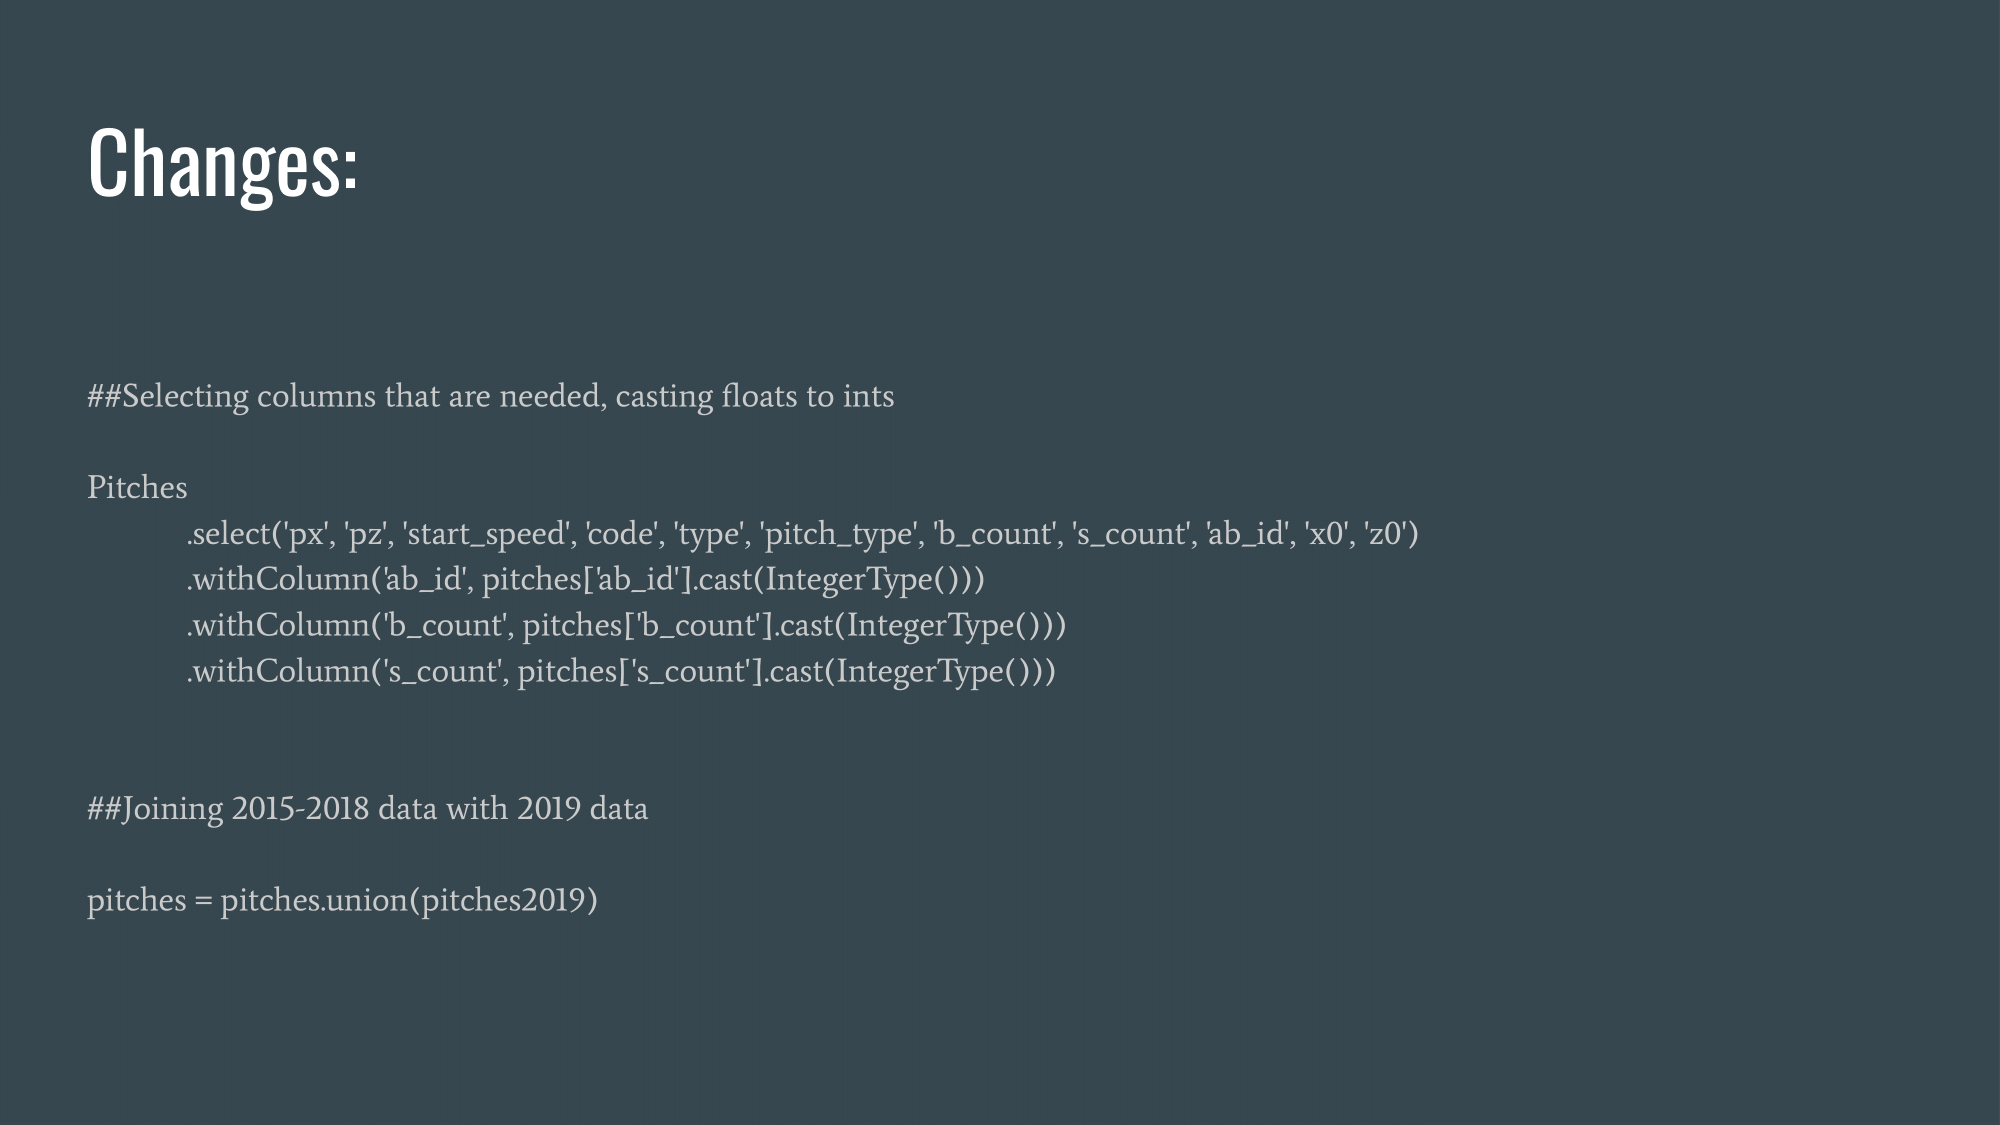 Changes:
##Selecting columns that are needed, casting floats to ints
Pitches
.select('px', 'pz', 'start_speed', 'code', 'type', 'pitch_type', 'b_count', 's_count', 'ab_id', 'x0', 'z0')
.withColumn('ab_id', pitches['ab_id'].cast(IntegerType()))
.withColumn('b_count', pitches['b_count'].cast(IntegerType()))
.withColumn('s_count', pitches['s_count'].cast(IntegerType()))
##Joining 2015-2018 data with 2019 data
pitches = pitches.union(pitches2019)